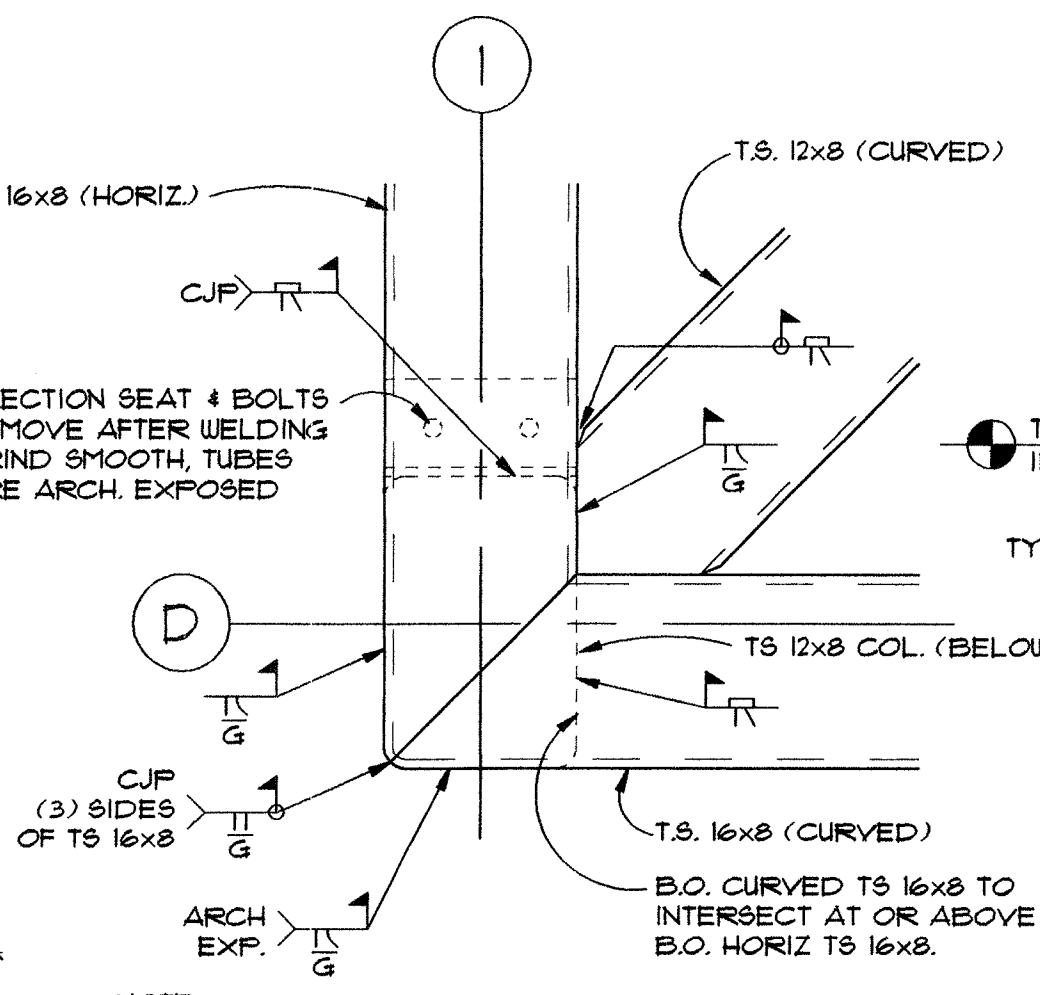 1
T.S. 12x8 (CURVED)
16x8 (HORIZ.)
CJP
ECTION SEAT & BOLTS
MOVE AFTER WELDING
RIND SMOOTH, TUBES
RE ARCH. EXPOSED
G
TY
D
TS 12x8 COL. (BELOW
G
CJP
(3) SIDES
OF TS 16x8
G
T.S. 16x8 (CURVED)
B.O. CURVED TS 16x8 TO
INTERSECT AT OR ABOVE
B.O. HORIZ TS 16x8.
ARCH
EXP.
G